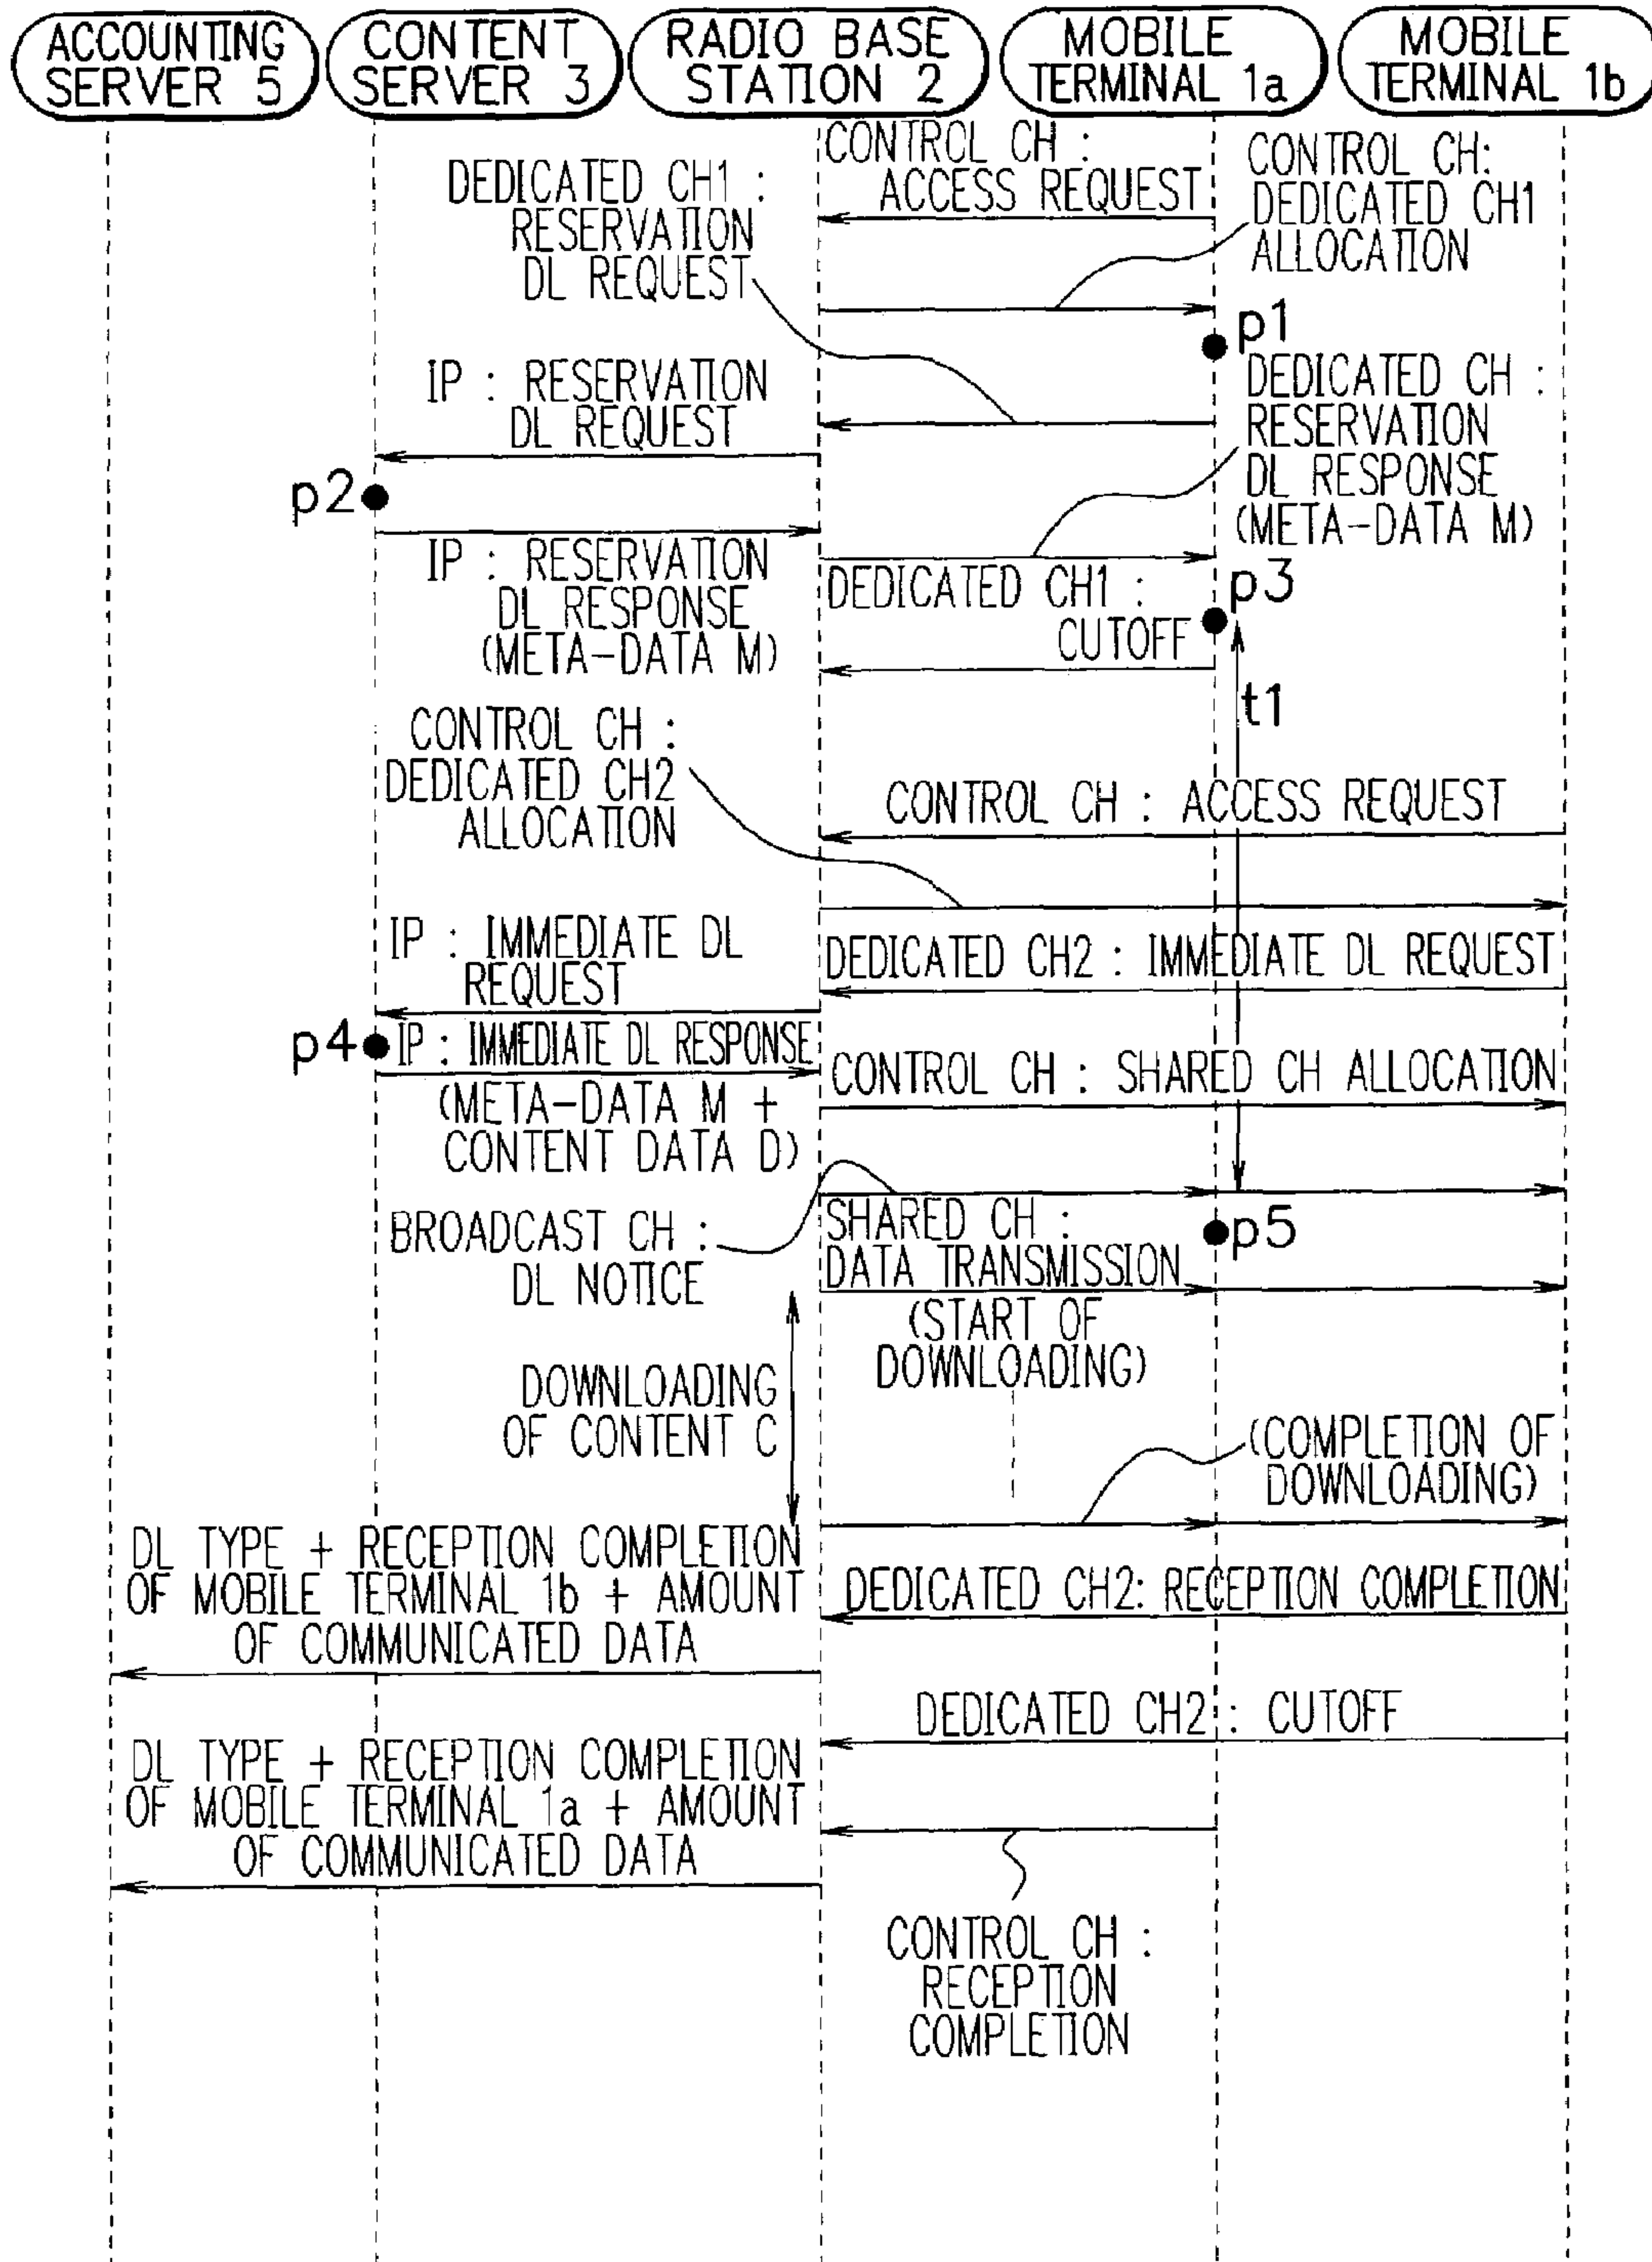 ACCOUNTING
SERVER 5
CONTENT
SERVER 3
RADIO BASE
STATION 2
MOBILE
TERMINAL 1a
MOBILE
TERMINAL 1b
CONTROL CH :
ACCESS REQUEST
CONTROL CH:
DEDICATED CH1
ALLOCATION
DEDICATED CH1 :
RESERVATION
DL REQUEST
p1
IP : RESERVATION
DL REQUEST
DEDICATED CH :
RESERVATION
DL RESPONSE
(META-DATA M)
p2
IP : RESERVATION
DL RESPONSE
(META-DATA M)
DEDICATED CH1 :
CUTOFF
p3
t1
CONTROL CH :
DEDICATED CH2
ALLOCATION
CONTROL CH : ACCESS REQUEST
IP : IMMEDIATE DL
REQUEST
DEDICATED CH2 : IMMEDIATE DL REQUEST
p4
IP : IMMEDIATE DL RESPONSE
(META-DATA M +
CONTENT DATA D)
CONTROL CH : SHARED CH ALLOCATION
BROADCAST CH :
DL NOTICE
SHARED CH :
DATA TRANSMISSION
(START OF
DOWNLOADING)
p5
DOWNLOADING
OF CONTENT C
(COMPLETION OF
DOWNLOADING)
DL TYPE + RECEPTION COMPLETION
OF MOBILE TERMINAL 1b + AMOUNT
OF COMMUNICATED DATA
DEDICATED CH2: RECEPTION COMPLETION
DEDICATED CH2 : CUTOFF
DL TYPE + RECEPTION COMPLETION
OF MOBILE TERMINAL 1a + AMOUNT
OF COMMUNICATED DATA
CONTROL CH :
RECEPTION
COMPLETION